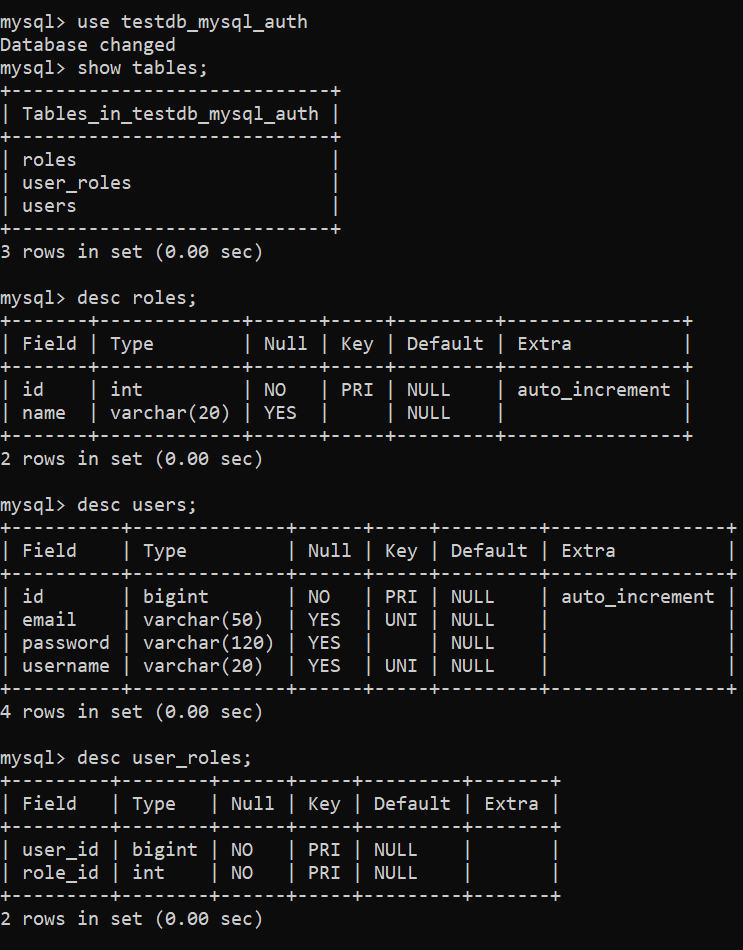 mysql> use testdb_mysql_auth
Database changed
mysql> show tables;
+-----------------------------+
| Tables_in_testdb_mysql_auth |
+-----------------------------+
| roles                       |
| user_roles                  |
| users                       |
+-----------------------------+
3 rows in set (0.00 sec)

mysql> desc roles;
+-------+-------------+------+-----+---------+----------------+
| Field | Type        | Null | Key | Default | Extra          |
+-------+-------------+------+-----+---------+----------------+
| id    | int         | NO   | PRI | NULL    | auto_increment |
| name  | varchar(20) | YES  |     | NULL    |                |
+-------+-------------+------+-----+---------+----------------+
2 rows in set (0.00 sec)

mysql> desc users;
+----------+--------------+------+-----+---------+----------------+
| Field    | Type         | Null | Key | Default | Extra          |
+----------+--------------+------+-----+---------+----------------+
| id       | bigint       | NO   | PRI | NULL    | auto_increment |
| email    | varchar(50)  | YES  | UNI | NULL    |                |
| password | varchar(120) | YES  |     | NULL    |                |
| username | varchar(20)  | YES  | UNI | NULL    |                |
+----------+--------------+------+-----+---------+----------------+
4 rows in set (0.00 sec)

mysql> desc user_roles;
+---------+--------+------+-----+---------+-------+
| Field   | Type   | Null | Key | Default | Extra |
+---------+--------+------+-----+---------+-------+
| user_id | bigint | NO   | PRI | NULL    |       |
| role_id | int    | NO   | PRI | NULL    |       |
+---------+--------+------+-----+---------+-------+
2 rows in set (0.00 sec)